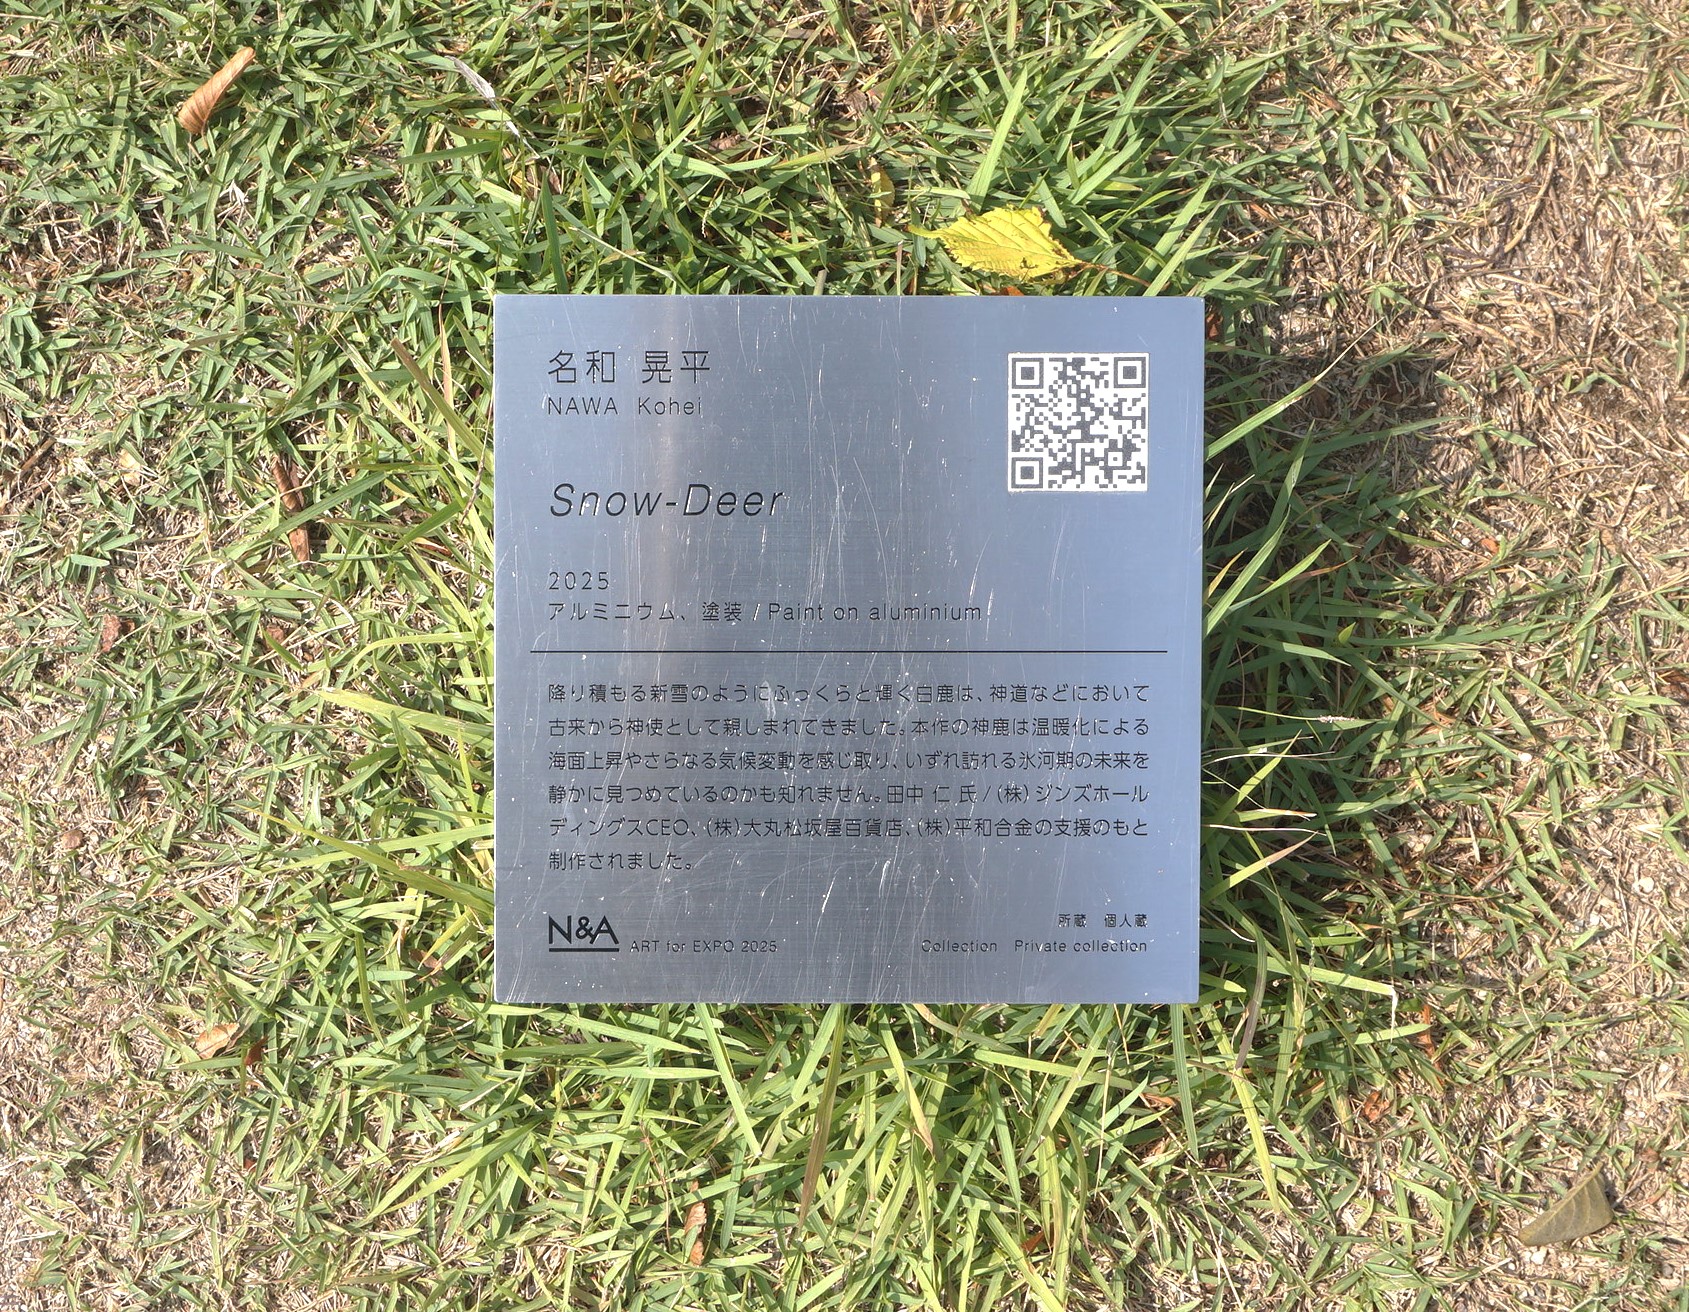 名和 晃平
NAWA Kohei
Snow-Deer
2025
アルミニウム、塗装 / Paint on aluminium
降り積もる新雪のようにふっくらと輝く白鹿は、神道などにおいて
古来から神使として親しまれてきました。本作の神鹿は温暖化による
海面上昇やさらなる気候変動を感じ取り、いずれ訪れる氷河期の未来を
静かに見つめているのかも知れません。田中 仁 氏 / (株)ジンズホール
ディングスCEO、(株)大丸松坂屋百貨店、(株)平和合金の支援のもと
制作されました。
N&A ART for EXPO 2025
所蔵 個人蔵
Collection Private collection